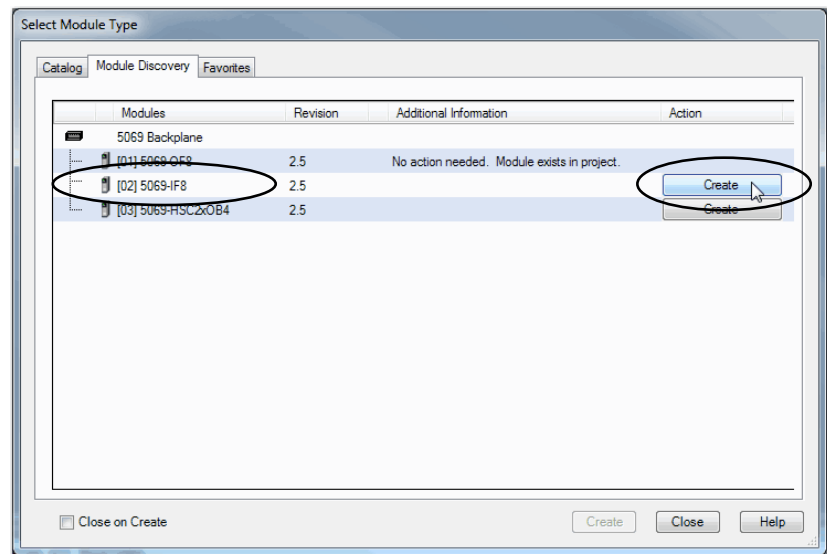 Select Module Type
Catalog Module Discovery Favorites
Modules Revision Additional Information Action
5069 Backplane
[01] 5069-OF8 2.5 No action needed. Module exists in project.
[02] 5069-IF8 2.5 Create
[03] 5069-HSC2xOB4 2.5 Create
Close on Create Create Close Help